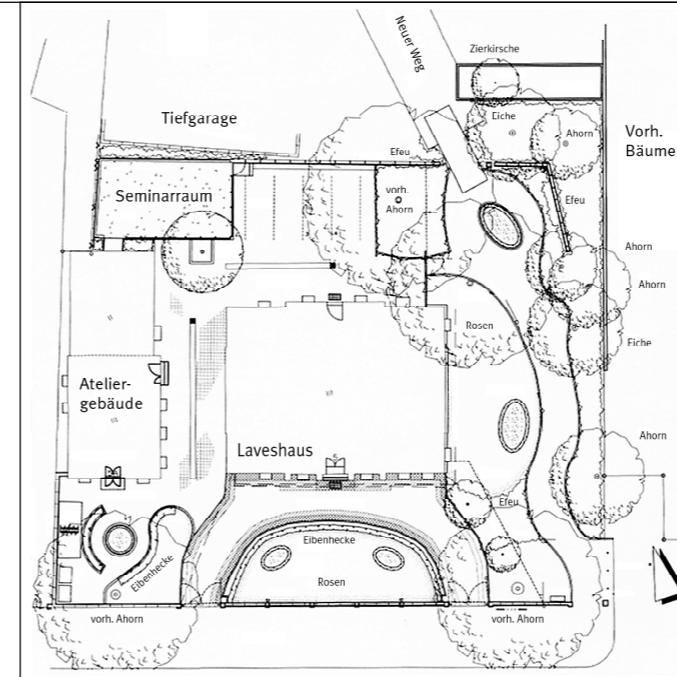 Neuer Weg
Zierkirsche
Tiefgarage
Eiche
Ahorn
Vorh.
Bäume
Efeu
Seminarraum
vorh.
Ahorn
Efeu
Ahorn
Ahorn
Rosen
Eiche
Atelier-
gebäude
Laveshaus
Ahorn
Efeu
Eibenhecke
Eibenhecke
Rosen
vorh. Ahorn
vorh. Ahorn